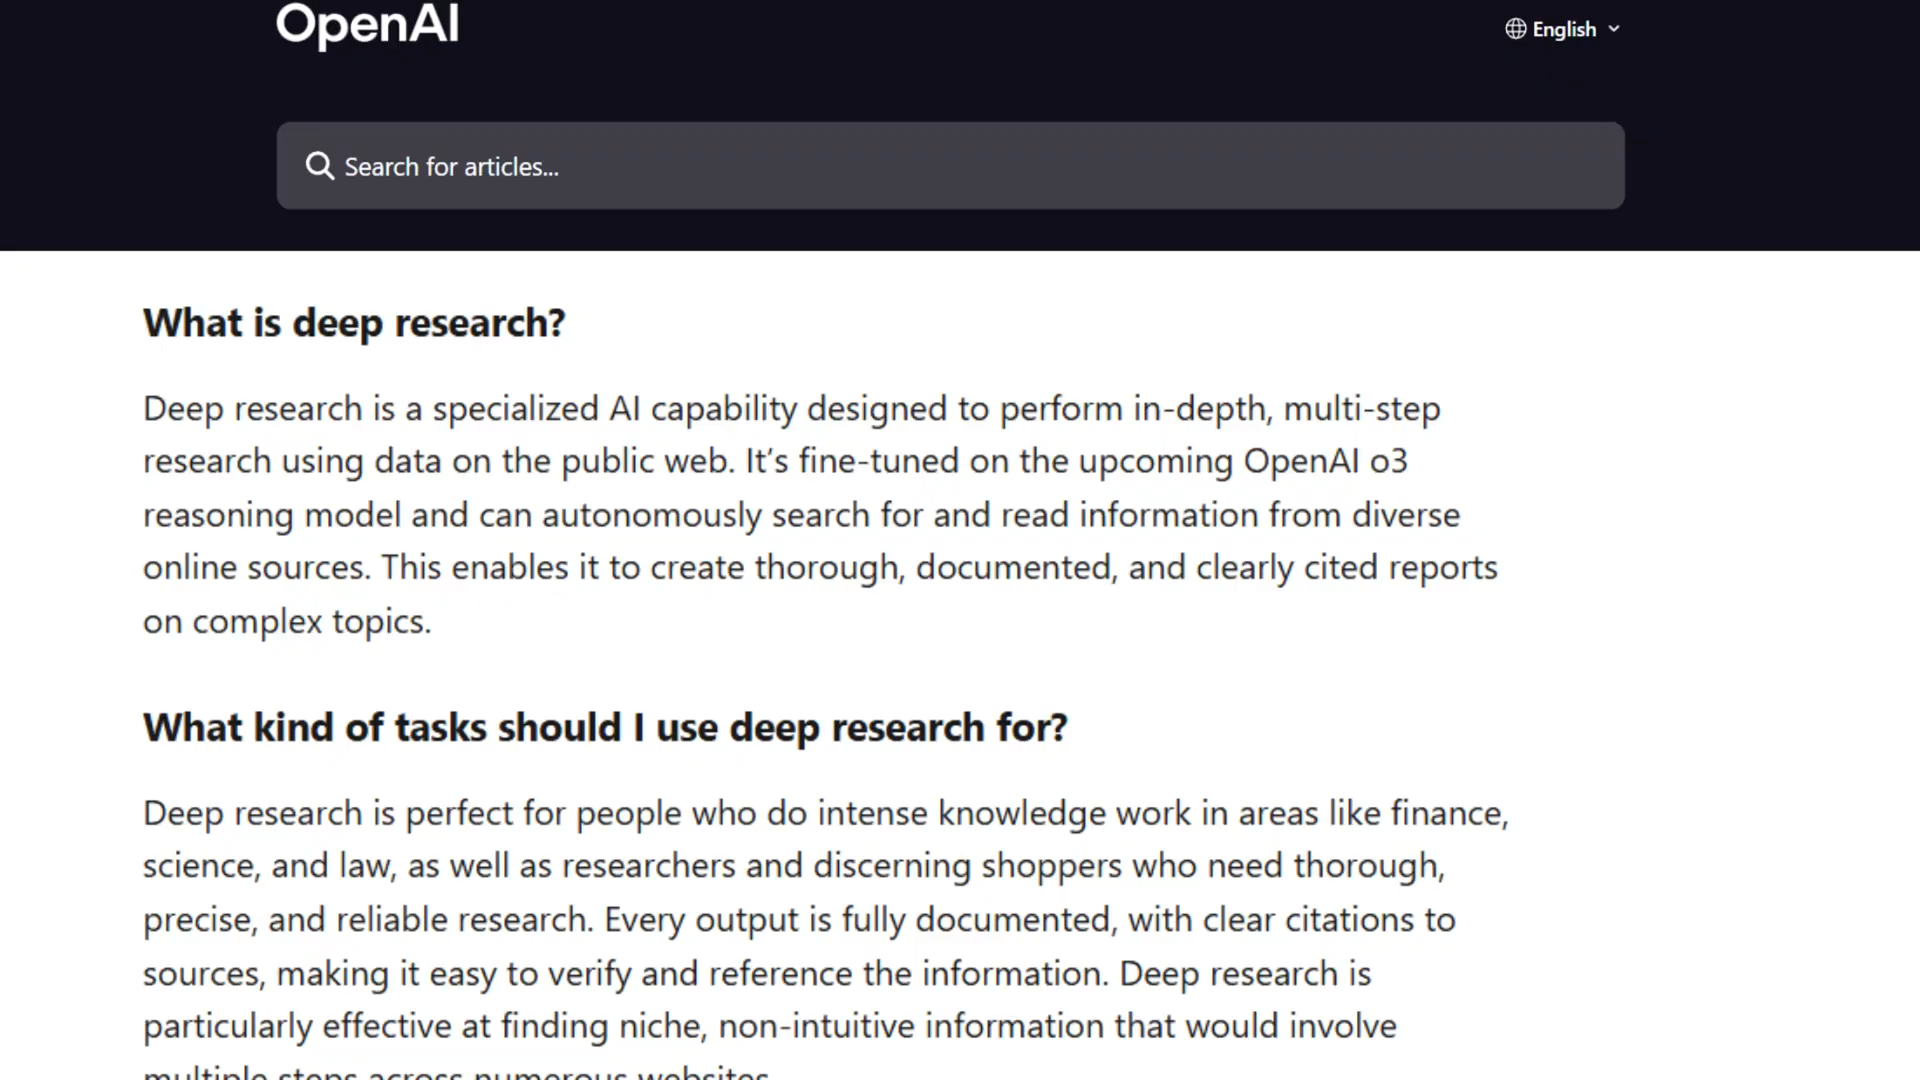 OpenAI
English
Search for articles...
What is deep research?
Deep research is a specialized AI capability designed to perform in-depth, multi-step
research using data on the public web. It’s fine-tuned on the upcoming OpenAI o3
reasoning model and can autonomously search for and read information from diverse
online sources. This enables it to create thorough, documented, and clearly cited reports
on complex topics.
What kind of tasks should I use deep research for?
Deep research is perfect for people who do intense knowledge work in areas like finance,
science, and law, as well as researchers and discerning shoppers who need thorough,
precise, and reliable research. Every output is fully documented, with clear citations to
sources, making it easy to verify and reference the information. Deep research is
particularly effective at finding niche, non-intuitive information that would involve
multiple steps across numerous websites.